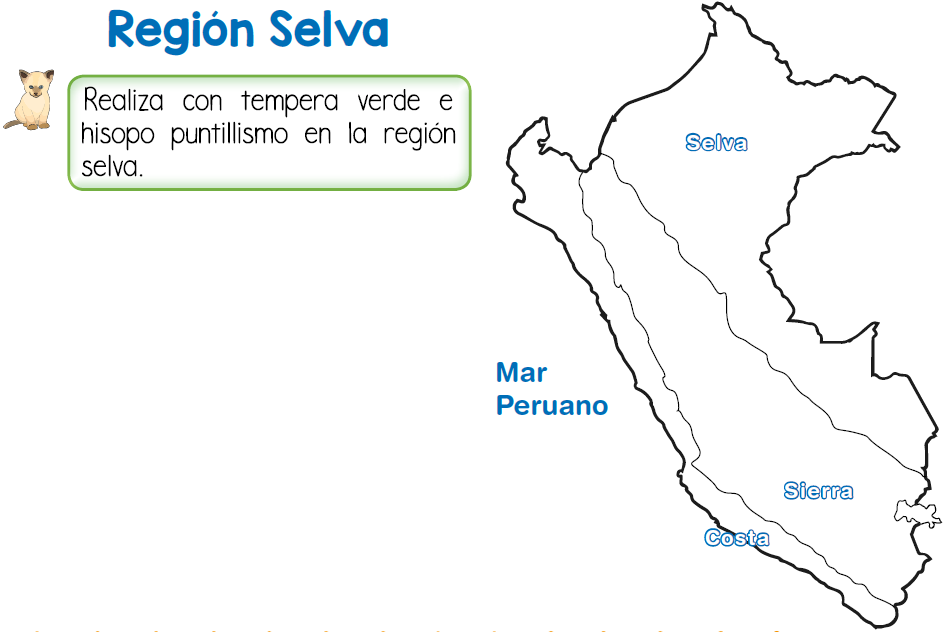 Región Selva
Realiza con tempera verde e
hisopo puntillismo en la región
selva.
Selva
Mar
Peruano
Sierra
Costa